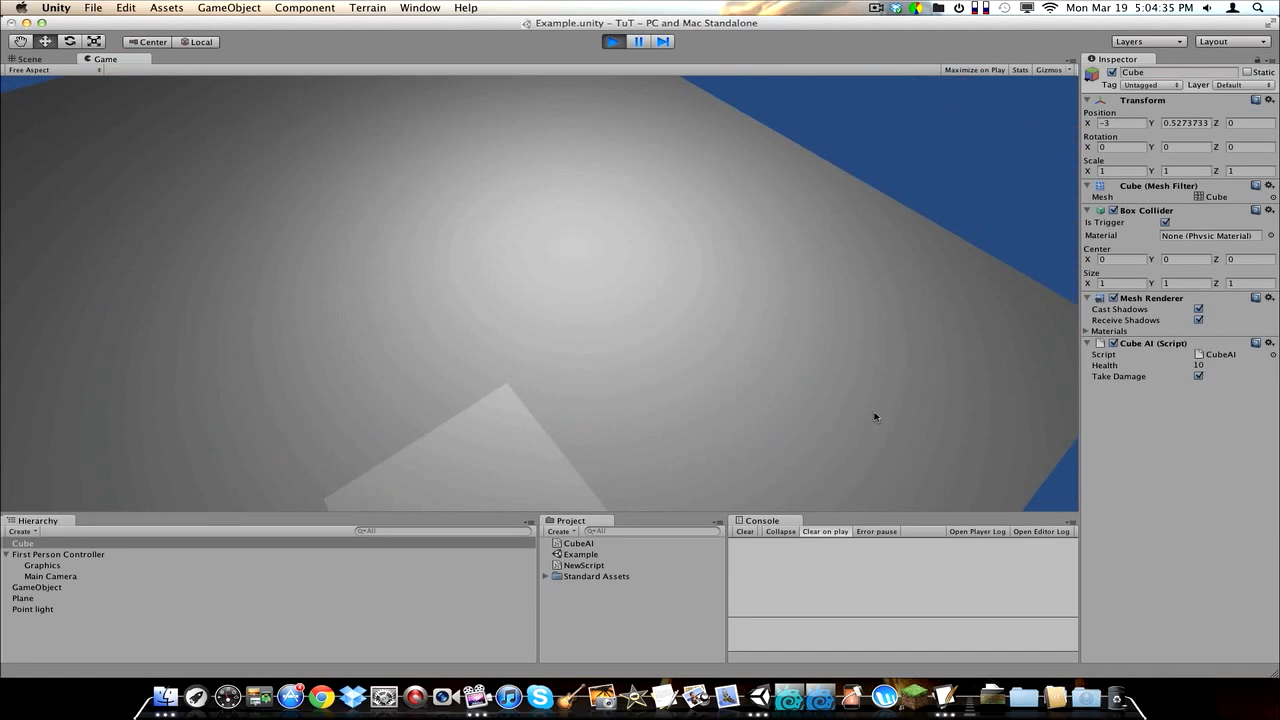 Unity File Edit Assets GameObject Component Terrain Window Help Mon Mar 19 5:04:35 PM
Example.unity – TuT – PC and Mac Standalone
Center Local Layers Layout
Scene Game Inspector
Free Aspect Maximize on Play Stats Gizmos
Cube Static
Tag Untagged Layer Default
Transform
Position
X -3 Y 0.5273733 Z 0
Rotation
X 0 Y 0 Z 0
Scale
X 1 Y 1 Z 1
Cube (Mesh Filter)
Mesh Cube
Box Collider
Is Trigger
Material None (Physic Material)
Center
X 0 Y 0 Z 0
Size
X 1 Y 1 Z 1
Mesh Renderer
Cast Shadows
Receive Shadows
Materials
Cube AI (Script)
Script CubeAI
Health 10
Take Damage
Hierarchy
Create All
Cube
First Person Controller
Graphics
Main Camera
GameObject
Plane
Point light
Project
Create All
CubeAI
Example
NewScript
Standard Assets
Console
Clear Collapse Clear on play Error pause Open Player Log Open Editor Log